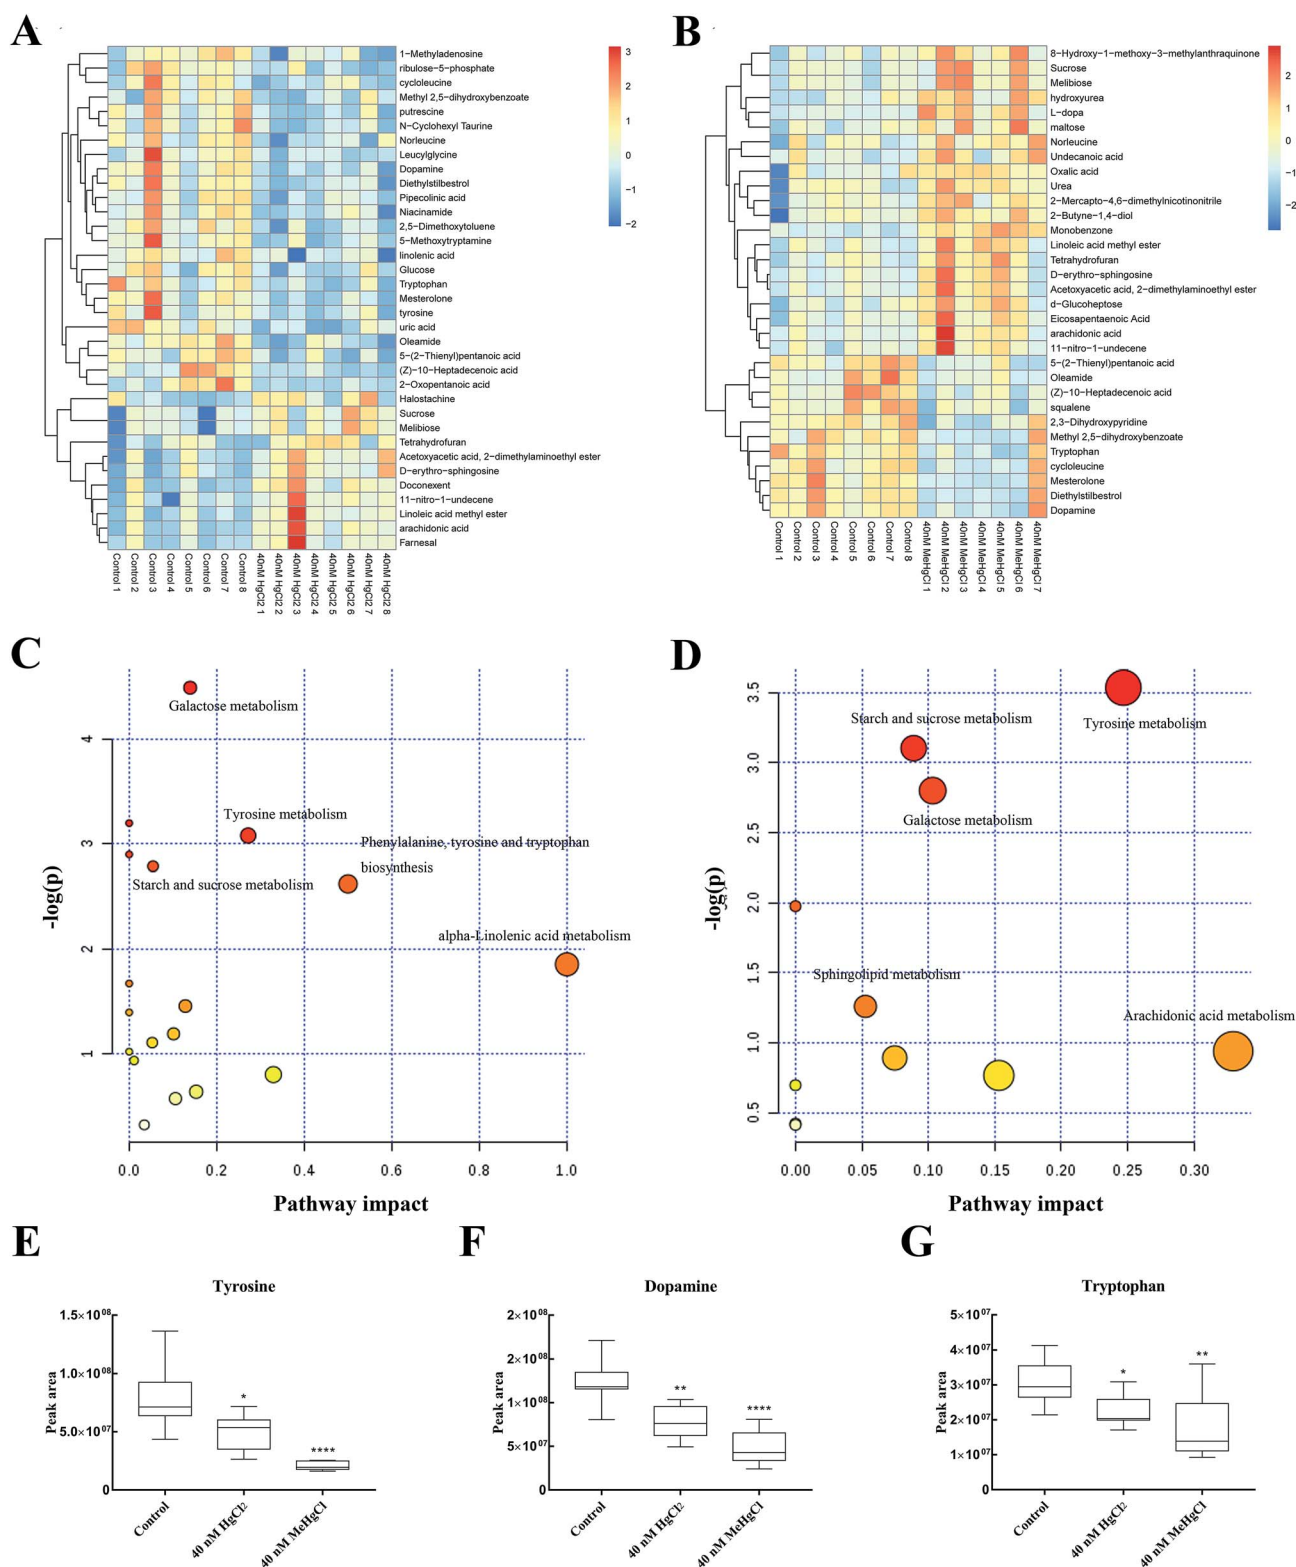 A
1−Methyladenosine
ribulose−5−phosphate
cycloleucine
Methyl 2,5−dihydroxybenzoate
putrescine
N−Cyclohexyl Taurine
Norleucine
Leucylglycine
Dopamine
Diethylstilbestrol
Pipecolinic acid
Niacinamide
2,5−Dimethoxytoluene
5−Methoxytryptamine
linolenic acid
Glucose
Tryptophan
Mesterolone
tyrosine
uric acid
Oleamide
5−(2−Thienyl)pentanoic acid
(Z)−10−Heptadecenoic acid
2−Oxopentanoic acid
Halostachine
Sucrose
Melibiose
Tetrahydrofuran
Acetoxyacetic acid, 2−dimethylaminoethyl ester
D−erythro−sphingosine
Doconexent
11−nitro−1−undecene
Linoleic acid methyl ester
arachidonic acid
Farnesal
3
2
1
0
−1
−2
Control 1
Control 2
Control 3
Control 4
Control 5
Control 6
Control 7
Control 8
40nM HgCl2 1
40nM HgCl2 2
40nM HgCl2 3
40nM HgCl2 4
40nM HgCl2 5
40nM HgCl2 6
40nM HgCl2 7
40nM HgCl2 8
B
8−Hydroxy−1−methoxy−3−methylanthraquinone
Sucrose
Melibiose
hydroxyurea
L−dopa
maltose
Norleucine
Undecanoic acid
Oxalic acid
Urea
2−Mercapto−4,6−dimethylnicotinonitrile
2−Butyne−1,4−diol
Monobenzone
Linoleic acid methyl ester
Tetrahydrofuran
D−erythro−sphingosine
Acetoxyacetic acid, 2−dimethylaminoethyl ester
d−Glucoheptose
Eicosapentaenoic Acid
arachidonic acid
11−nitro−1−undecene
5−(2−Thienyl)pentanoic acid
Oleamide
(Z)−10−Heptadecenoic acid
squalene
2,3−Dihydroxypyridine
Methyl 2,5−dihydroxybenzoate
Tryptophan
cycloleucine
Mesterolone
Diethylstilbestrol
Dopamine
2
1
0
−1
−2
Control 1
Control 2
Control 3
Control 4
Control 5
Control 6
Control 7
Control 8
40nM MeHgCl 1
40nM MeHgCl 2
40nM MeHgCl 3
40nM MeHgCl 4
40nM MeHgCl 5
40nM MeHgCl 6
40nM MeHgCl 7
C
Galactose metabolism
Tyrosine metabolism
Phenylalanine, tyrosine and tryptophan
biosynthesis
Starch and sucrose metabolism
alpha-Linolenic acid metabolism
4
3
2
1
-log(p)
0.0
0.2
0.4
0.6
0.8
1.0
Pathway impact
D
Starch and sucrose metabolism
Tyrosine metabolism
Galactose metabolism
Sphingolipid metabolism
Arachidonic acid metabolism
3.5
3.0
2.5
2.0
1.5
1.0
0.5
-log(p)
0.00
0.05
0.10
0.15
0.20
0.25
0.30
Pathway impact
E
Tyrosine
1.5×10⁰⁸
1.0×10⁰⁸
5.0×10⁰⁷
0
Peak area
*
****
Control
40 nM HgCl₂
40 nM MeHgCl
F
Dopamine
2×10⁰⁸
2×10⁰⁸
1×10⁰⁸
5×10⁰⁷
0
Peak area
**
****
Control
40 nM HgCl₂
40 nM MeHgCl
G
Tryptophan
5×10⁰⁷
4×10⁰⁷
3×10⁰⁷
2×10⁰⁷
1×10⁰⁷
0
Peak area
*
**
Control
40 nM HgCl₂
40 nM MeHgCl